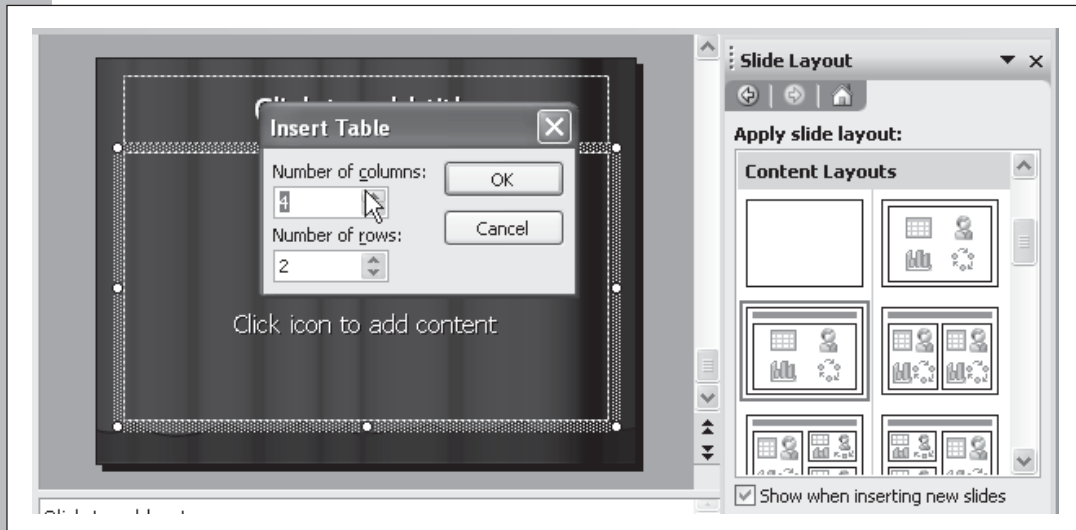 Insert Table
Number of columns:
4
Number of rows:
2
OK
Cancel
Click icon to add content
Slide Layout
Apply slide layout:
Content Layouts
Show when inserting new slides